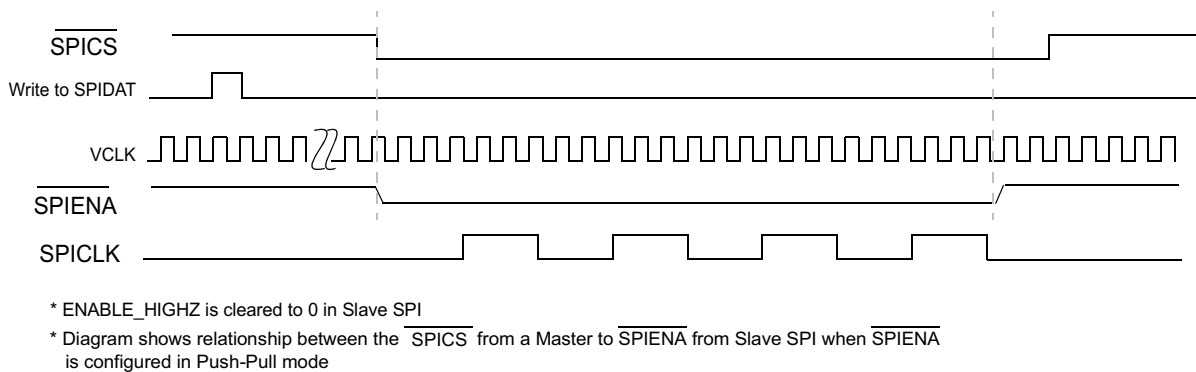 SPICS
Write to SPIDAT
VCLK
SPIENA
SPICLK
* ENABLE_HIGHZ is cleared to 0 in Slave SPI
* Diagram shows relationship between the SPICS from a Master to SPIENA from Slave SPI when SPIENA
is configured in Push-Pull mode